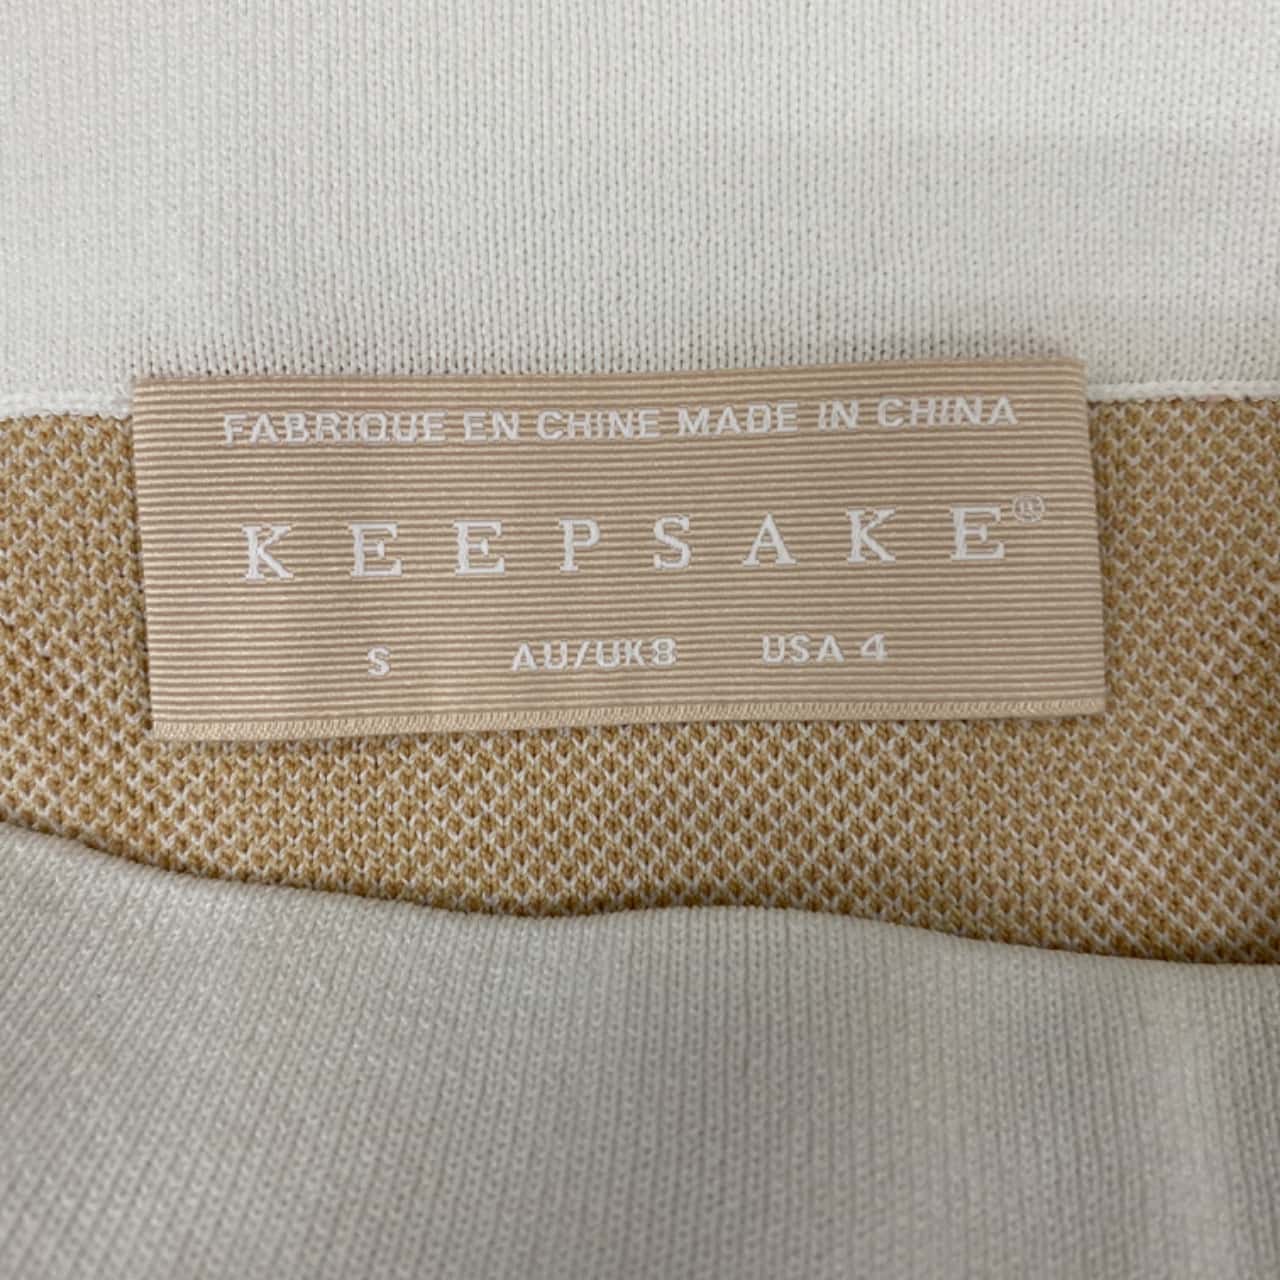 FABRIQUE EN CHINE MADE IN CHINA
KEEPSAKE®
S AU/UK8 USA 4